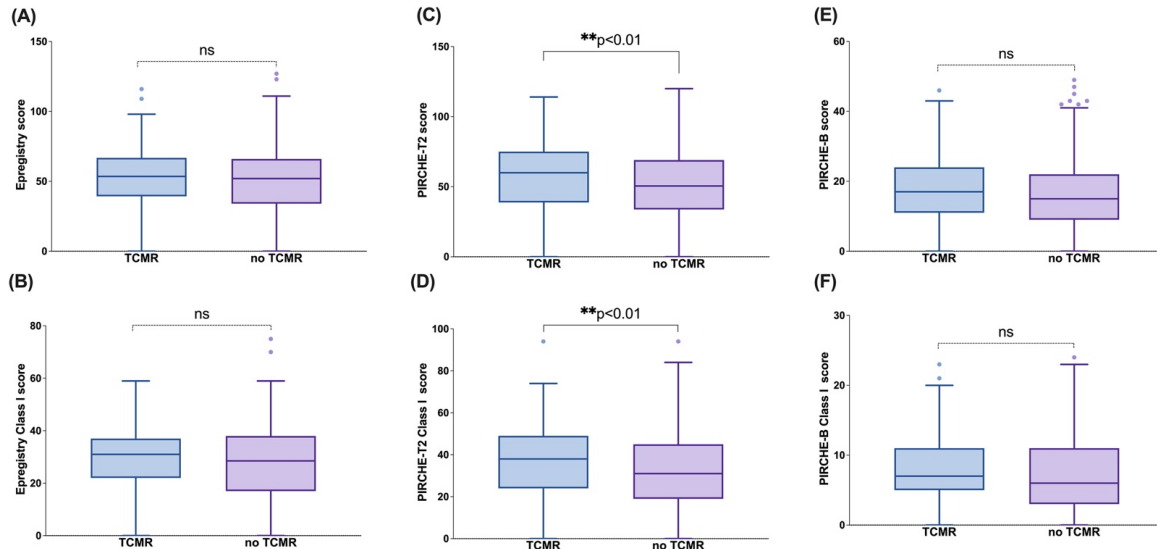 (A)
Epregistry score
150
100
50
0
ns
TCMR
no TCMR
(C)
PIRCHE-T2 score
150
100
50
0
**p<0.01
TCMR
no TCMR
(E)
PIRCHE-B score
60
40
20
0
ns
TCMR
no TCMR
(B)
Epregistry Class I score
80
60
40
20
0
ns
TCMR
no TCMR
(D)
PIRCHE-T2 Class I score
100
80
60
40
20
0
**p<0.01
TCMR
no TCMR
(F)
PIRCHE-B Class I score
30
20
10
0
ns
TCMR
no TCMR